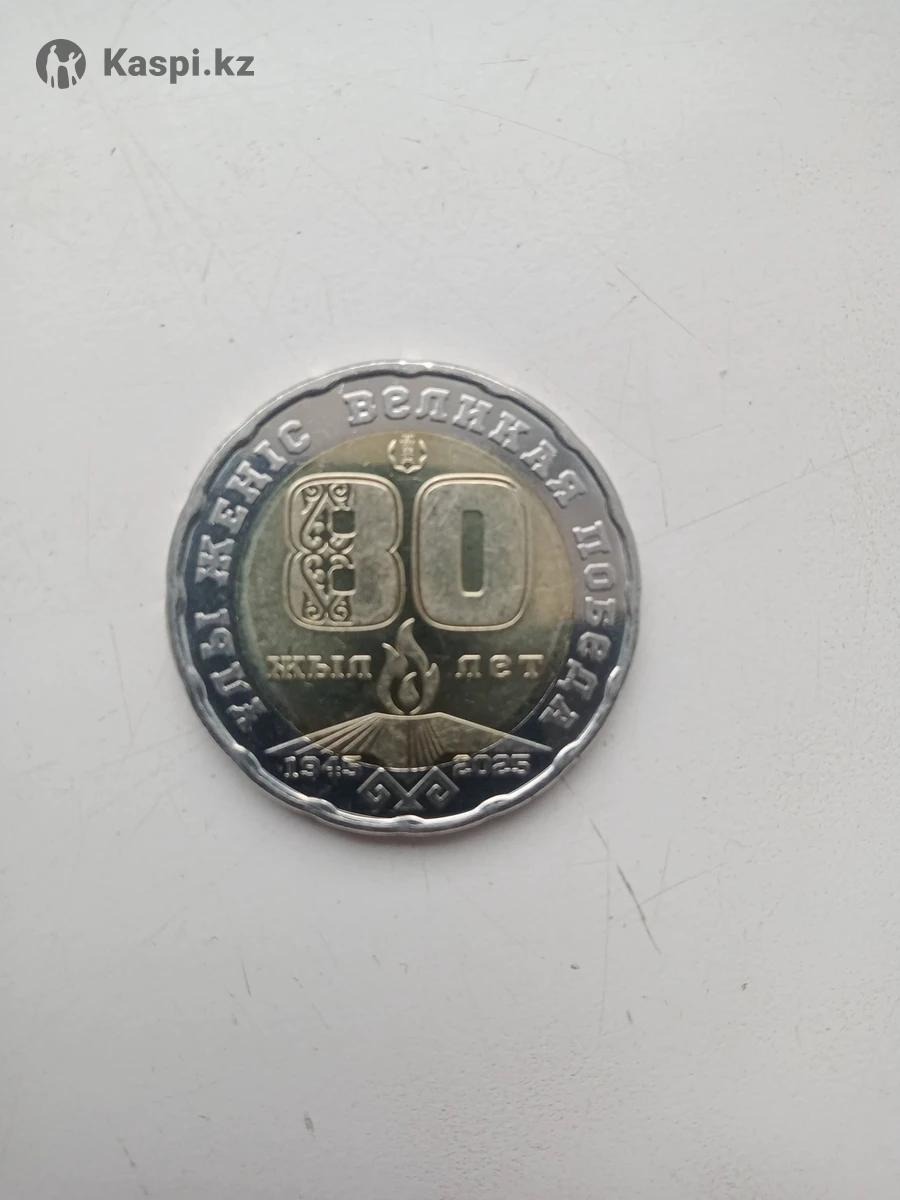 Kaspi.kz
ҰЛЫ ЖЕҢІС ВЕЛИКАЯ ПОБЕДА
80
ЖЫЛ ЛЕТ
1945 2025